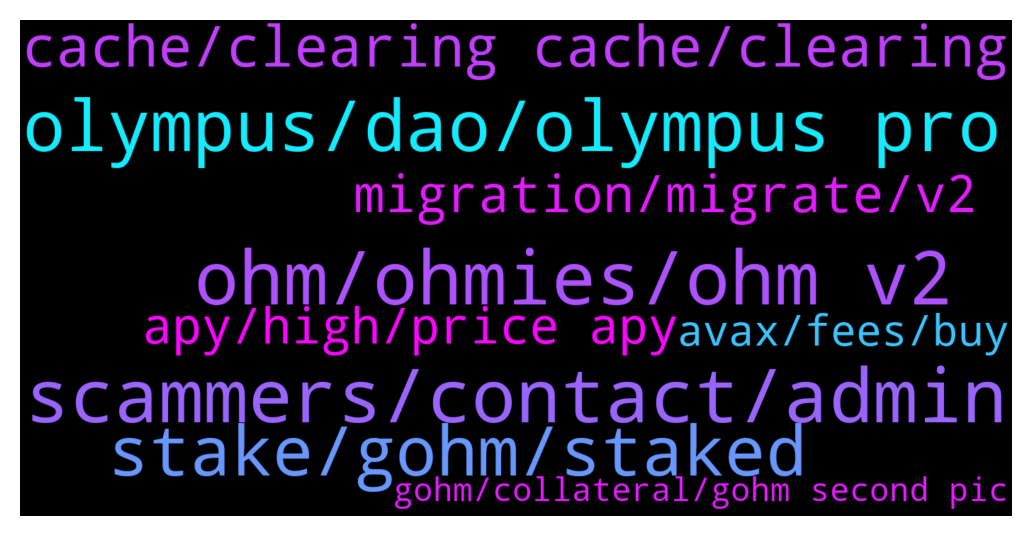 cache/clearing cache/clearing
olympus/dao/olympus pro
migration/migrate/v2
ohm/ohmies/ohm v2
apy/high/price apy
avax/fees/buy
scammers/contact/admin
stake/gohm/staked
gohm/collateral/gohm second pic